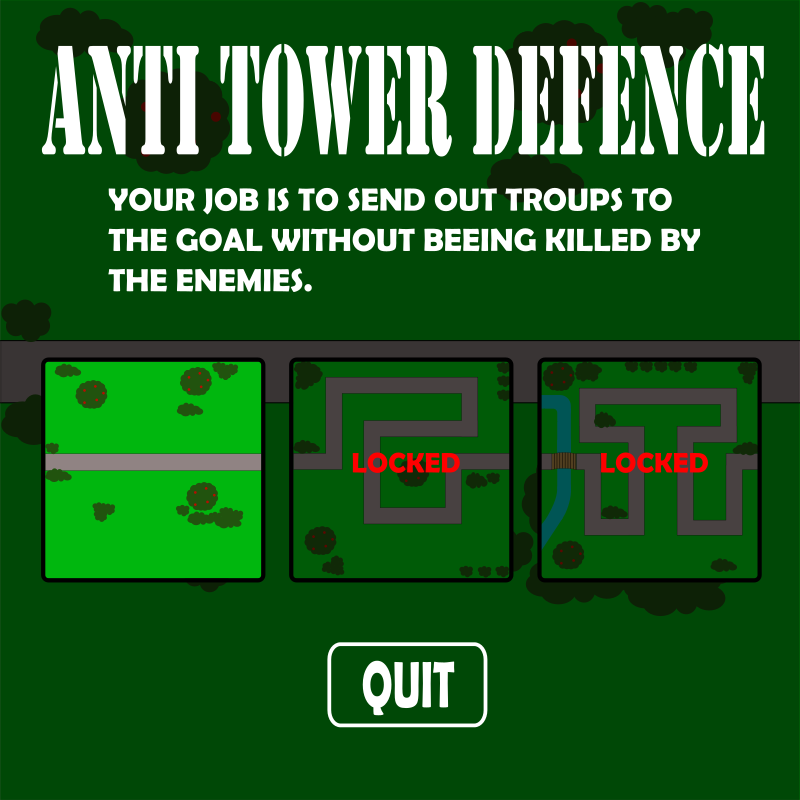 ANTI TOWER DEFENCE
YOUR JOB IS TO SEND OUT TROUPS TO
THE GOAL WITHOUT BEEING KILLED BY
THE ENEMIES.
LOCKED
LOCKED
QUIT